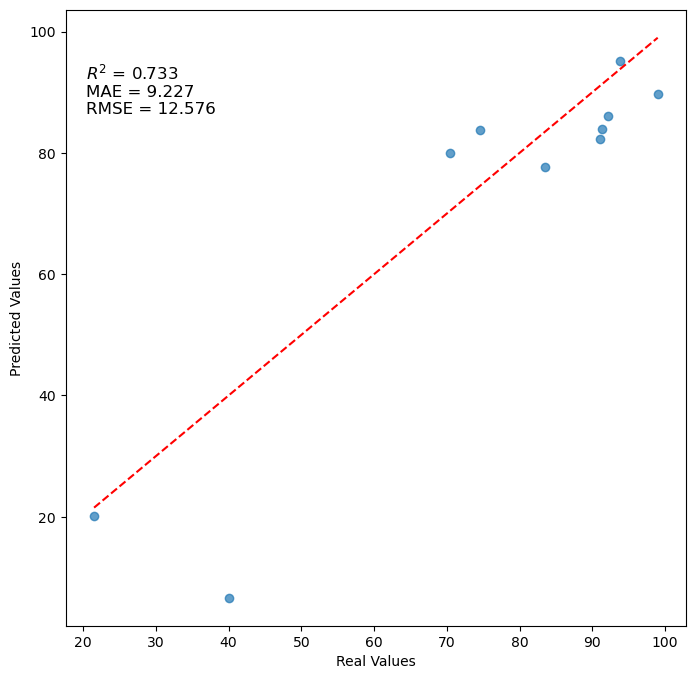 R² = 0.733
MAE = 9.227
RMSE = 12.576
100
80
60
40
20
Predicted Values
20 30 40 50 60 70 80 90 100
Real Values